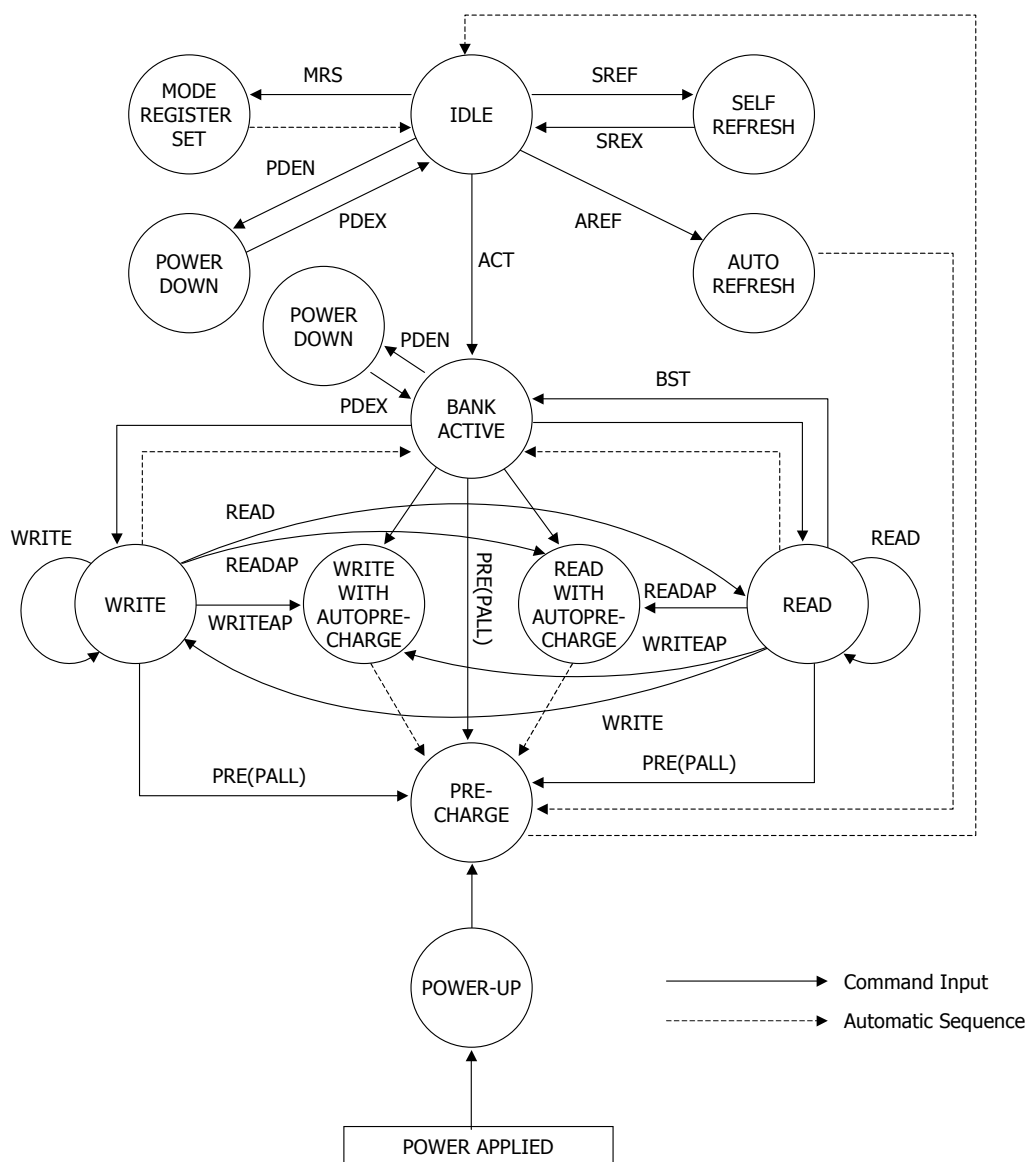 MRS
SREF
MODE
REGISTER
SET
IDLE
SELF
REFRESH
SREX
PDEN
PDEX
AREF
POWER
DOWN
ACT
AUTO
REFRESH
POWER
DOWN
PDEN
BST
PDEX
BANK
ACTIVE
WRITE
READ
READ
READAP
WRITE
WRITEAP
WRITE
WITH
AUTOPRE-
CHARGE
PRE(PALL)
READ
WITH
AUTOPRE-
CHARGE
READAP
WRITEAP
READ
WRITE
PRE(PALL)
PRE(PALL)
PRE-
CHARGE
POWER-UP
Command Input
Automatic Sequence
POWER APPLIED